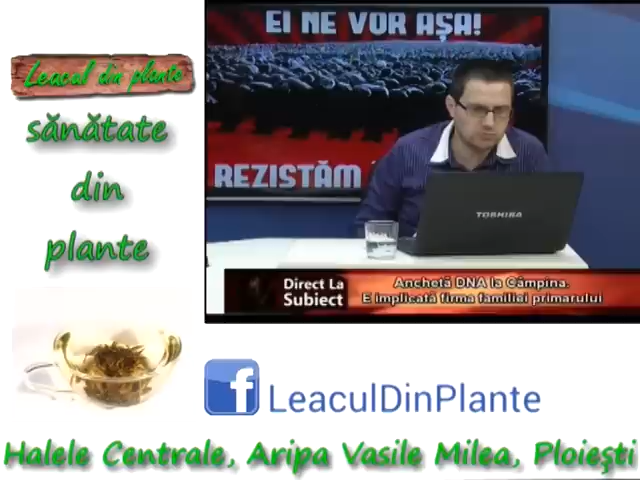 Leacul din plante
sănătate
din
plante
EI NE VOR AŞA!
REZISTĂM
TOSHIBA
Direct La
Subiect
Anchetă DNA la Câmpina.
E implicată firma familiei primarului
f LeaculDinPlante
Halele Centrale, Aripa Vasile Milea, Ploieşti